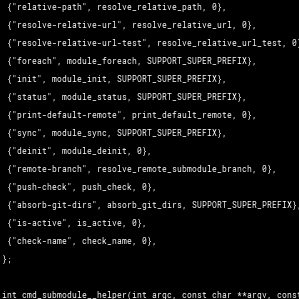 {"relative-path", resolve_relative_path, 0},
{"resolve-relative-url", resolve_relative_url, 0},
{"resolve-relative-url-test", resolve_relative_url_test, 0}
{"foreach", module_foreach, SUPPORT_SUPER_PREFIX},
{"init", module_init, SUPPORT_SUPER_PREFIX},
{"status", module_status, SUPPORT_SUPER_PREFIX},
{"print-default-remote", print_default_remote, 0},
{"sync", module_sync, SUPPORT_SUPER_PREFIX},
{"deinit", module_deinit, 0},
{"remote-branch", resolve_remote_submodule_branch, 0},
{"push-check", push_check, 0},
{"absorb-git-dirs", absorb_git_dirs, SUPPORT_SUPER_PREFIX},
{"is-active", is_active, 0},
{"check-name", check_name, 0},
};
int cmd_submodule__helper(int argc, const char **argv, const